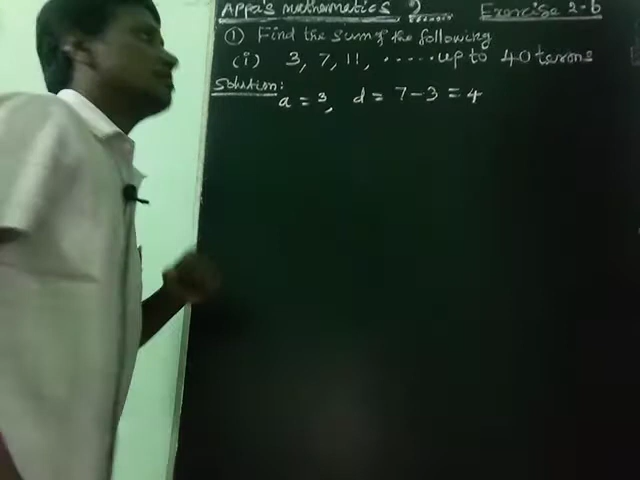 Appa's mathematics Exercise 2-6
① Find the sum of the following
(i) 3, 7, 11, ...... up to 40 terms
Solution:
a = 3, d = 7 - 3 = 4